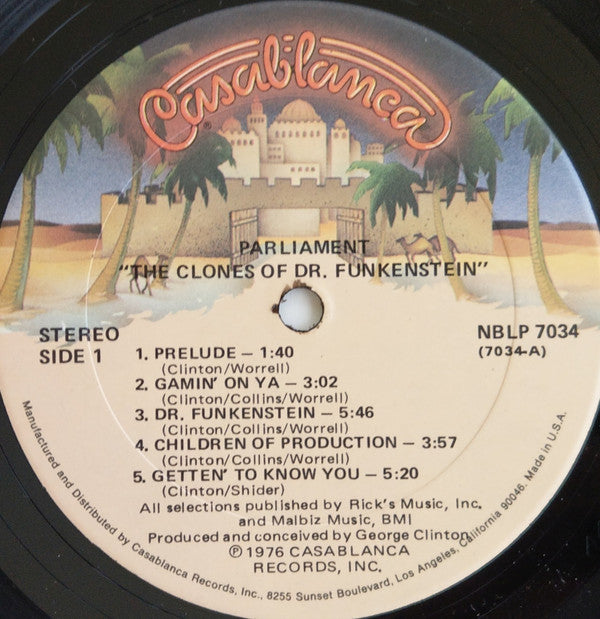 Casablanca
®
PARLIAMENT
"THE CLONES OF DR. FUNKENSTEIN"
STEREO
SIDE 1
NBLP 7034
(7034-A)
1. PRELUDE – 1:40
(Clinton/Worrell)
2. GAMIN' ON YA – 3:02
(Clinton/Collins/Worrell)
3. DR. FUNKENSTEIN – 5:46
(Clinton/Collins/Worrell)
4. CHILDREN OF PRODUCTION – 3:57
(Clinton/Collins/Worrell)
5. GETTEN' TO KNOW YOU – 5:20
(Clinton/Shider)
All selections published by Rick's Music, Inc.
and Malbiz Music, BMI
Produced and conceived by George Clinton
℗ 1976 CASABLANCA
RECORDS, INC.
Manufactured and Distributed by Casablanca Records, Inc., 8255 Sunset Boulevard, Los Angeles, California 90046, Made in U.S.A.